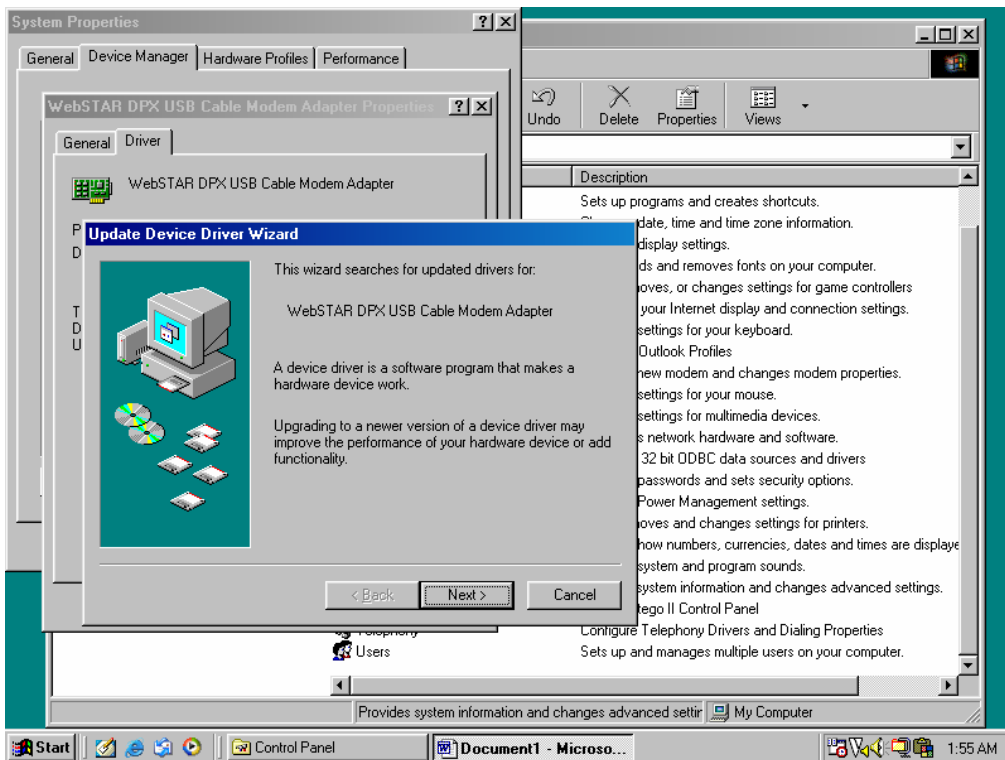 System Properties
General Device Manager Hardware Profiles Performance
WebSTAR DPX USB Cable Modem Adapter Properties
General Driver
WebSTAR DPX USB Cable Modem Adapter
P
D
T
D
U
Update Device Driver Wizard
This wizard searches for updated drivers for:
WebSTAR DPX USB Cable Modem Adapter
A device driver is a software program that makes a
hardware device work.
Upgrading to a newer version of a device driver may
improve the performance of your hardware device or add
functionality.
< Back Next > Cancel
Undo Delete Properties Views
Description
Sets up programs and creates shortcuts.
date, time and time zone information.
display settings.
ds and removes fonts on your computer.
oves, or changes settings for game controllers
your Internet display and connection settings.
settings for your keyboard.
Outlook Profiles
new modem and changes modem properties.
settings for your mouse.
settings for multimedia devices.
s network hardware and software.
32 bit ODBC data sources and drivers
passwords and sets security options.
Power Management settings.
oves and changes settings for printers.
how numbers, currencies, dates and times are displaye
system and program sounds.
system information and changes advanced settings.
tego II Control Panel
Telephony Configure Telephony Drivers and Dialing Properties
Users Sets up and manages multiple users on your computer.
Provides system information and changes advanced settin My Computer
Start Control Panel Document1 - Microso... 1:55 AM